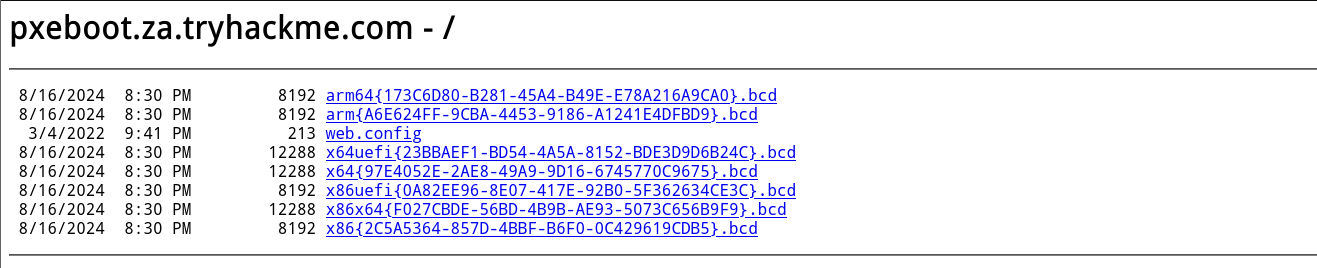 pxeboot.za.tryhackme.com - /
8/16/2024 8:30 PM 8192 arm64{173C6D80-B281-45A4-B49E-E78A216A9CA0}.bcd
8/16/2024 8:30 PM 8192 arm{A6E624FF-9CBA-4453-9186-A1241E4DFBD9}.bcd
3/4/2022 9:41 PM 213 web.config
8/16/2024 8:30 PM 12288 x64uefi{23BBAEF1-BD54-4A5A-8152-BDE3D9D6B24C}.bcd
8/16/2024 8:30 PM 12288 x64{97E4052E-2AE8-49A9-9D16-6745770C9675}.bcd
8/16/2024 8:30 PM 8192 x86uefi{0A82EE96-8E07-417E-92B0-5F362634CE3C}.bcd
8/16/2024 8:30 PM 12288 x86x64{F027CBDE-56BD-4B9B-AE93-5073C656B9F9}.bcd
8/16/2024 8:30 PM 8192 x86{2C5A5364-857D-4BBF-B6F0-0C429619CDB5}.bcd